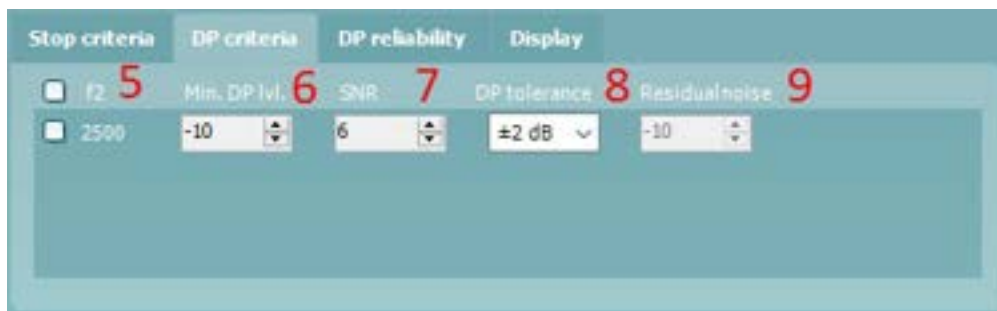 Stop criteria DP criteria DP reliability Display
f2 5 Min. DP lvl. 6 SNR 7 DP tolerance 8 Residual noise 9
2500 -10 6 ±2 dB -10